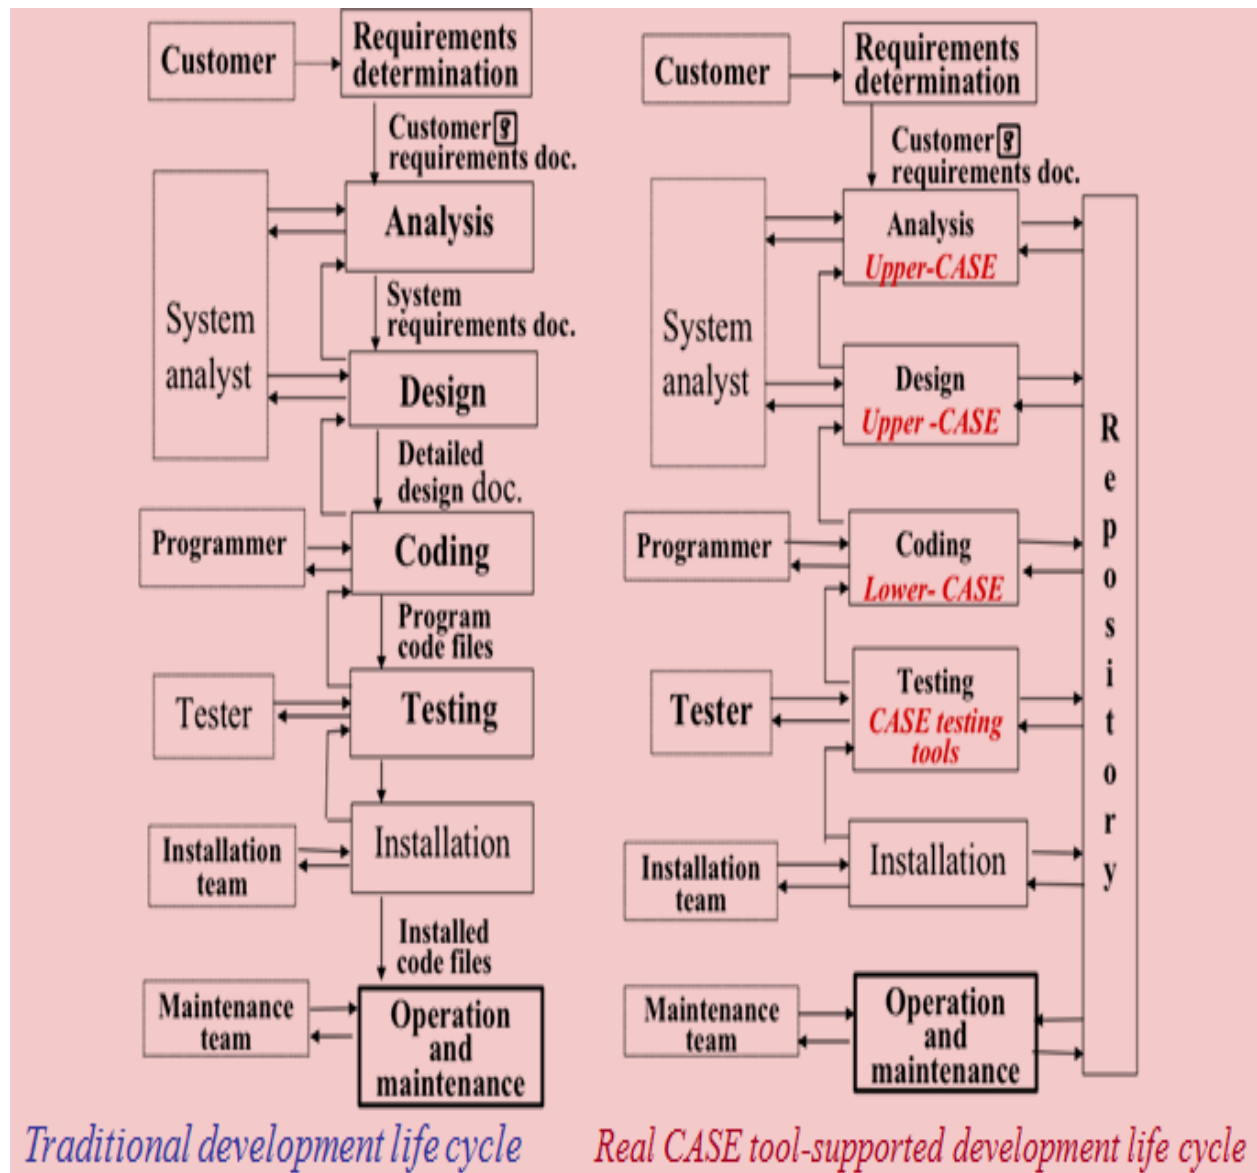 Customer
Requirements
determination
Customer
requirements doc.
System
analyst
Analysis
System
requirements doc.
Design
Detailed
design doc.
Programmer
Coding
Program
code files
Tester
Testing
Installation
team
Installation
Installed
code files
Maintenance
team
Operation
and
maintenance
Traditional development life cycle
Customer
Requirements
determination
Customer
requirements doc.
System
analyst
Analysis
Upper-CASE
Design
Upper -CASE
Programmer
Coding
Lower- CASE
Tester
Testing
CASE testing
tools
Installation
team
Installation
Maintenance
team
Operation
and
maintenance
R
e
p
o
s
i
t
o
r
y
Real CASE tool-supported development life cycle